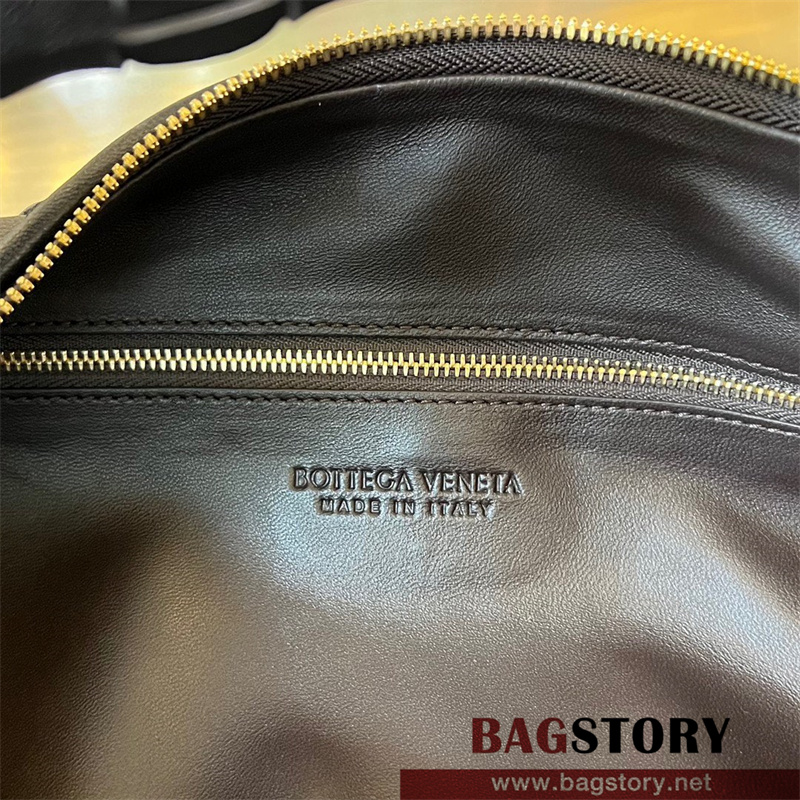 BOTTEGA VENETA
MADE IN ITALY
BAGSTORY
www.bagstory.net